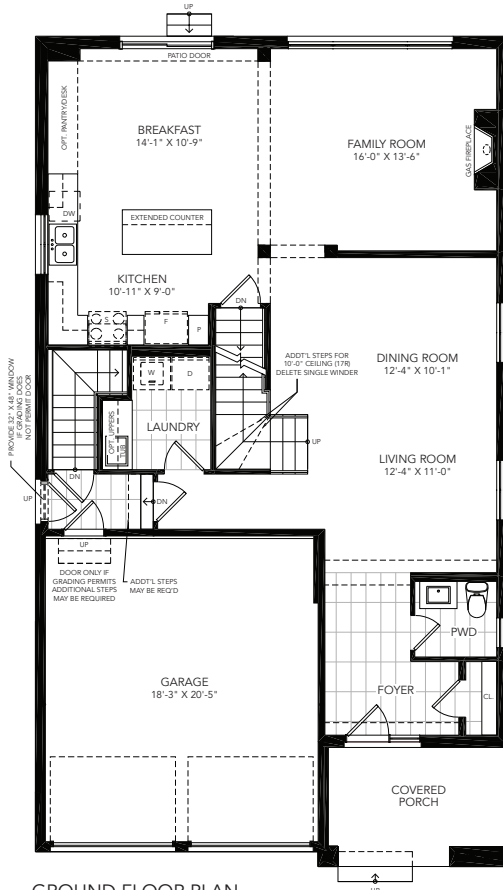 UP
PATIO DOOR
OPT. PANTRY/DESK
BREAKFAST
14'-1" X 10'-9"
FAMILY ROOM
16'-0" X 13'-6"
GAS FIREPLACE
DW
EXTENDED COUNTER
KITCHEN
10'-11" X 9'-0"
S
F
P
DN
ADDT'L STEPS FOR
10'-0" CEILING (17R)
DELETE SINGLE WINDER
DINING ROOM
12'-4" X 10'-1"
W
D
OPT. UPPERS
TUB
LAUNDRY
UP
LIVING ROOM
12'-4" X 11'-0"
PROVIDE 32" X 48" WINDOW
IF GRADING DOES
NOT PERMIT DOOR
DN
UP
DN
UP
DOOR ONLY IF
GRADING PERMITS
ADDITIONAL STEPS
MAY BE REQUIRED
ADDT'L STEPS
MAY BE REQ'D
PWD
GARAGE
18'-3" X 20'-5"
FOYER
CL.
COVERED
PORCH
UP
GROUND FLOOR PLAN